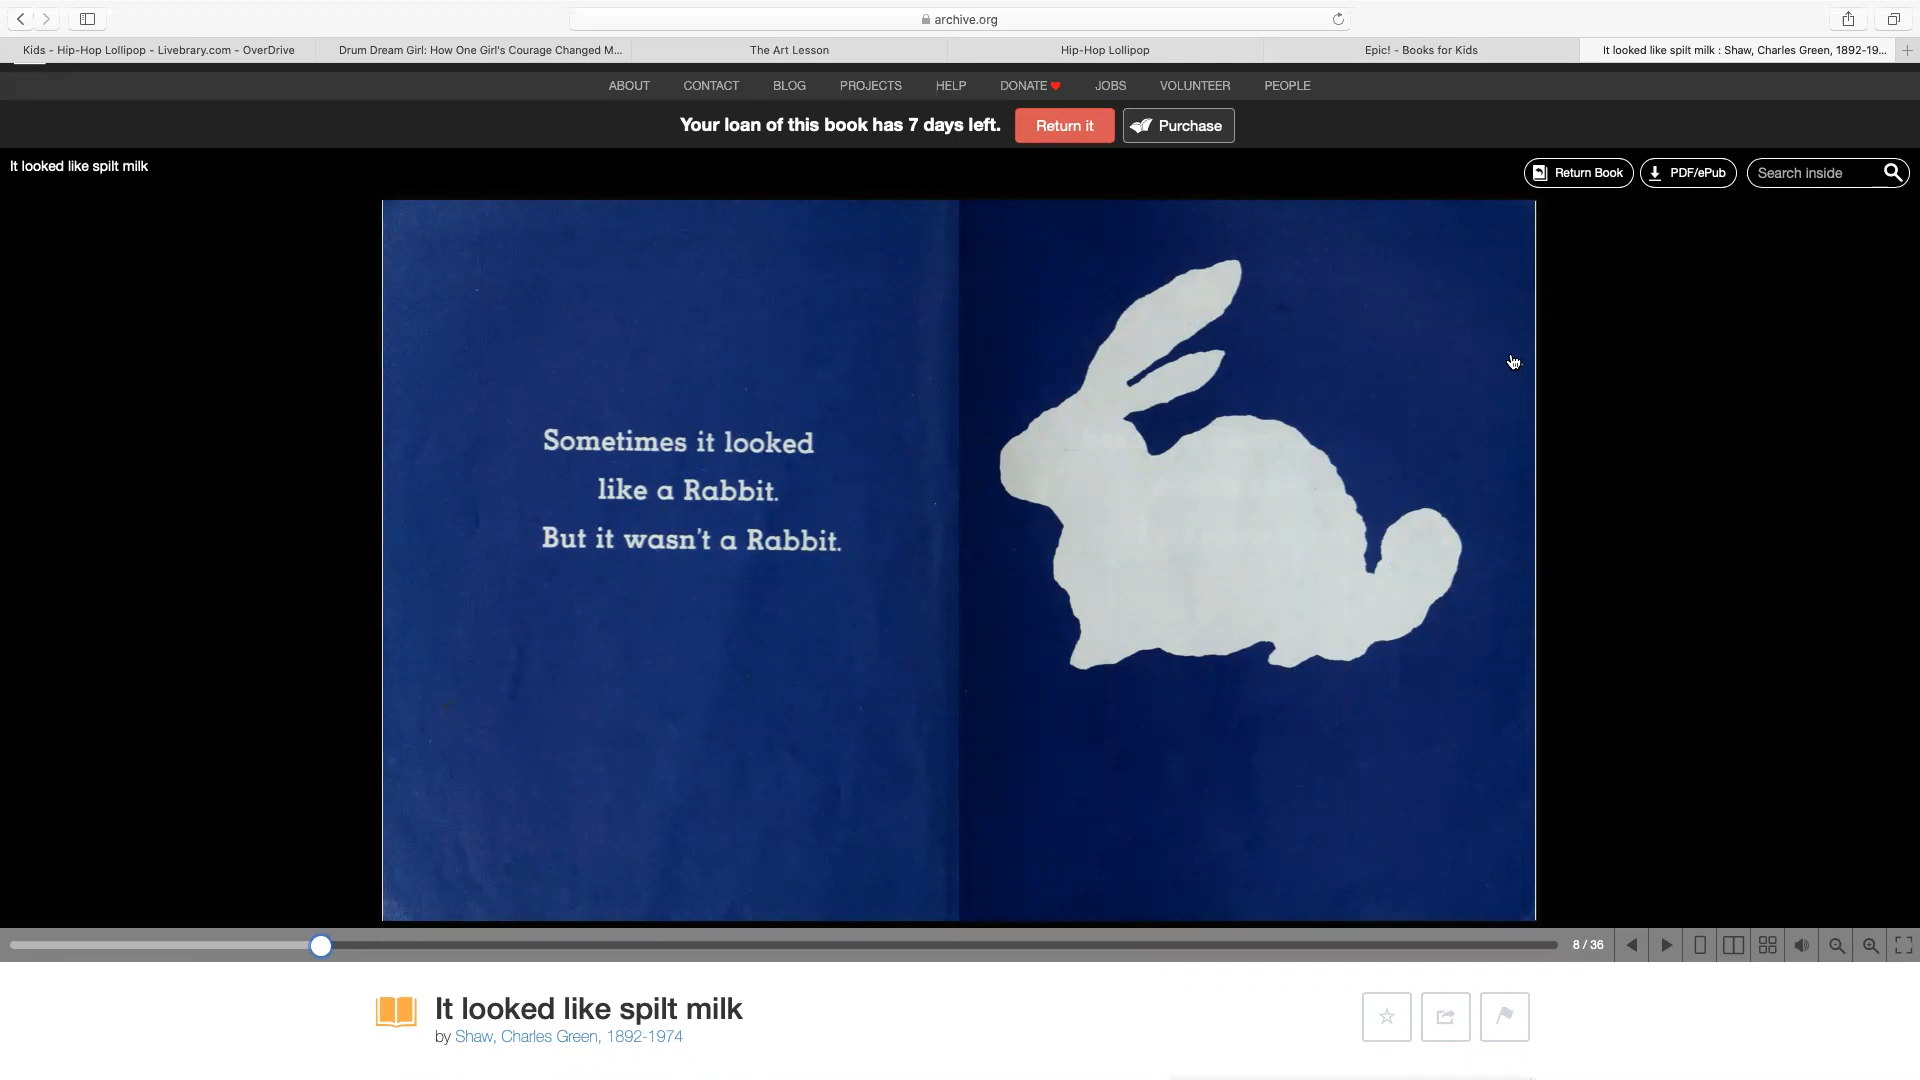 archive.org
Kids - Hip-Hop Lollipop - Livebrary.com - OverDrive
Drum Dream Girl: How One Girl's Courage Changed M...
The Art Lesson
Hip-Hop Lollipop
Epic! - Books for Kids
It looked like spilt milk : Shaw, Charles Green, 1892-19...
ABOUT CONTACT BLOG PROJECTS HELP DONATE JOBS VOLUNTEER PEOPLE
Your loan of this book has 7 days left. Return it Purchase
It looked like spilt milk
Return Book PDF/ePub Search inside
Sometimes it looked
like a Rabbit.
But it wasn't a Rabbit.
8 / 36
It looked like spilt milk
by Shaw, Charles Green, 1892-1974